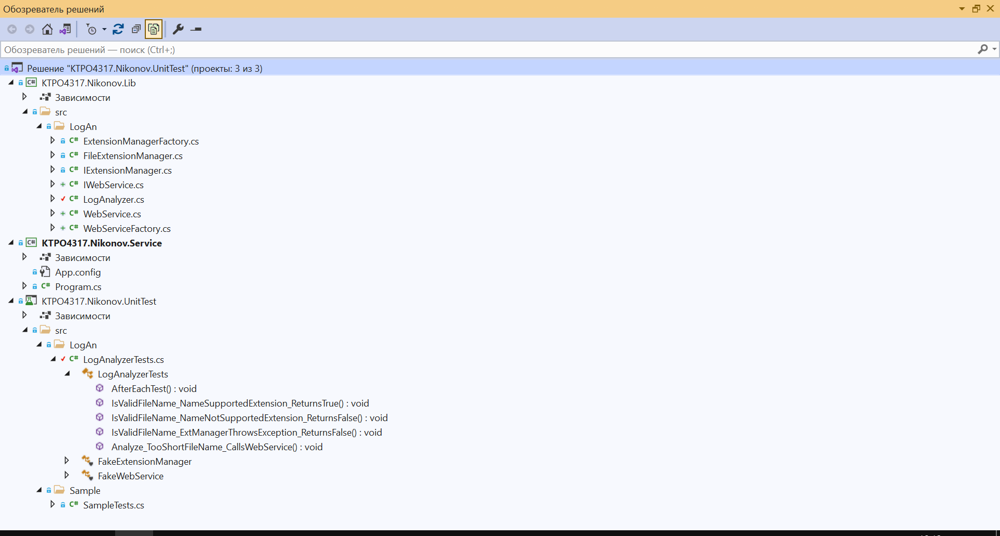 Обозреватель решений
Обозреватель решений — поиск (Ctrl+;)
Решение "KTPO4317.Nikonov.UnitTest" (проекты: 3 из 3)
C# KTPO4317.Nikonov.Lib
Зависимости
src
LogAn
C# ExtensionManagerFactory.cs
C# FileExtensionManager.cs
C# IExtensionManager.cs
C# IWebService.cs
C# LogAnalyzer.cs
C# WebService.cs
C# WebServiceFactory.cs
C# KTPO4317.Nikonov.Service
Зависимости
App.config
C# Program.cs
KTPO4317.Nikonov.UnitTest
Зависимости
src
LogAn
C# LogAnalyzerTests.cs
LogAnalyzerTests
AfterEachTest() : void
IsValidFileName_NameSupportedExtension_ReturnsTrue() : void
IsValidFileName_NameNotSupportedExtension_ReturnsFalse() : void
IsValidFileName_ExtManagerThrowsException_ReturnsFalse() : void
Analyze_TooShortFileName_CallsWebService() : void
FakeExtensionManager
FakeWebService
Sample
C# SampleTests.cs